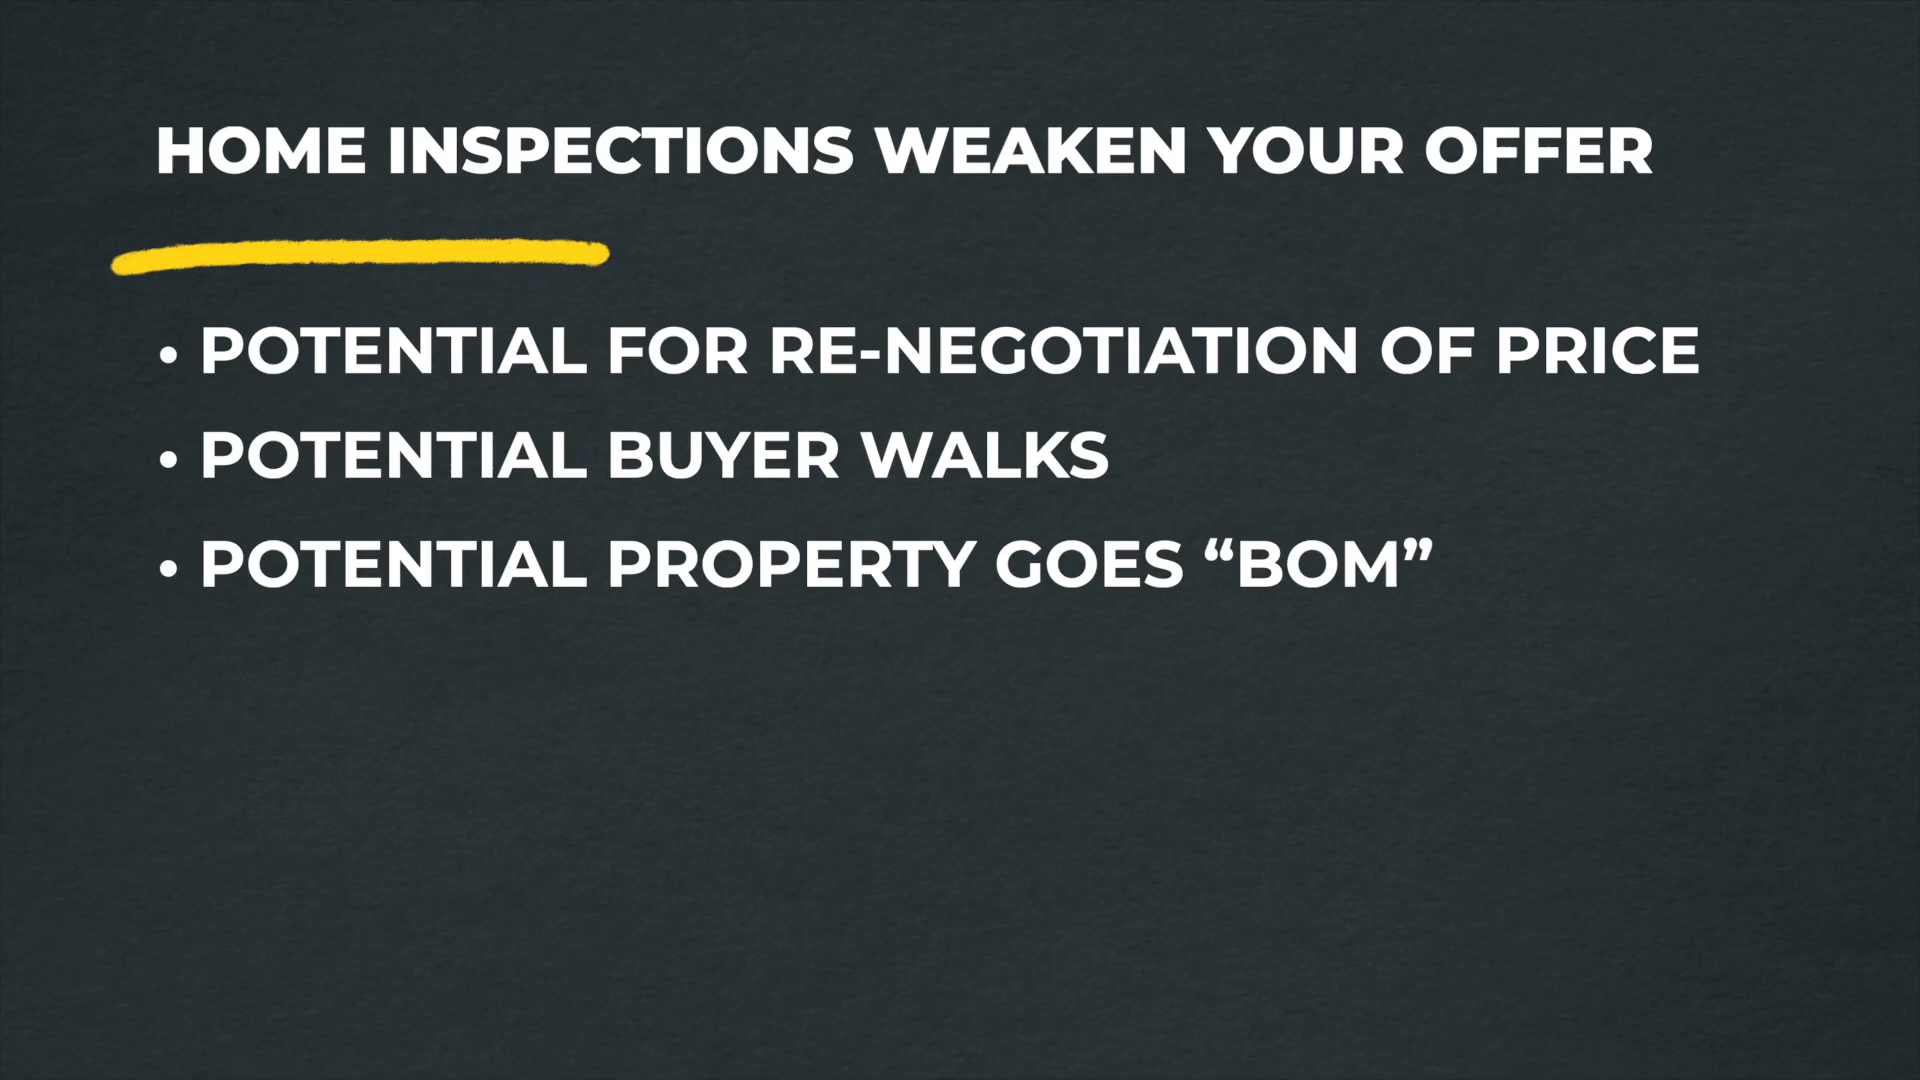 HOME INSPECTIONS WEAKEN YOUR OFFER
• POTENTIAL FOR RE-NEGOTIATION OF PRICE
• POTENTIAL BUYER WALKS
• POTENTIAL PROPERTY GOES “BOM”